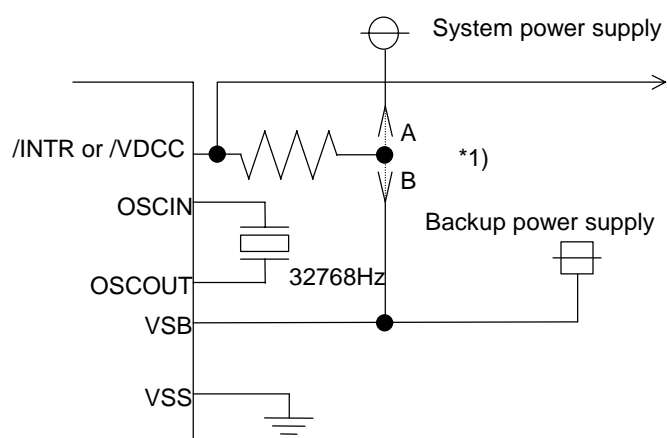 System power supply
A
/INTR or /VDCC
*1)
B
OSCIN
Backup power supply
OSCOUT
32768Hz
VSB
VSS